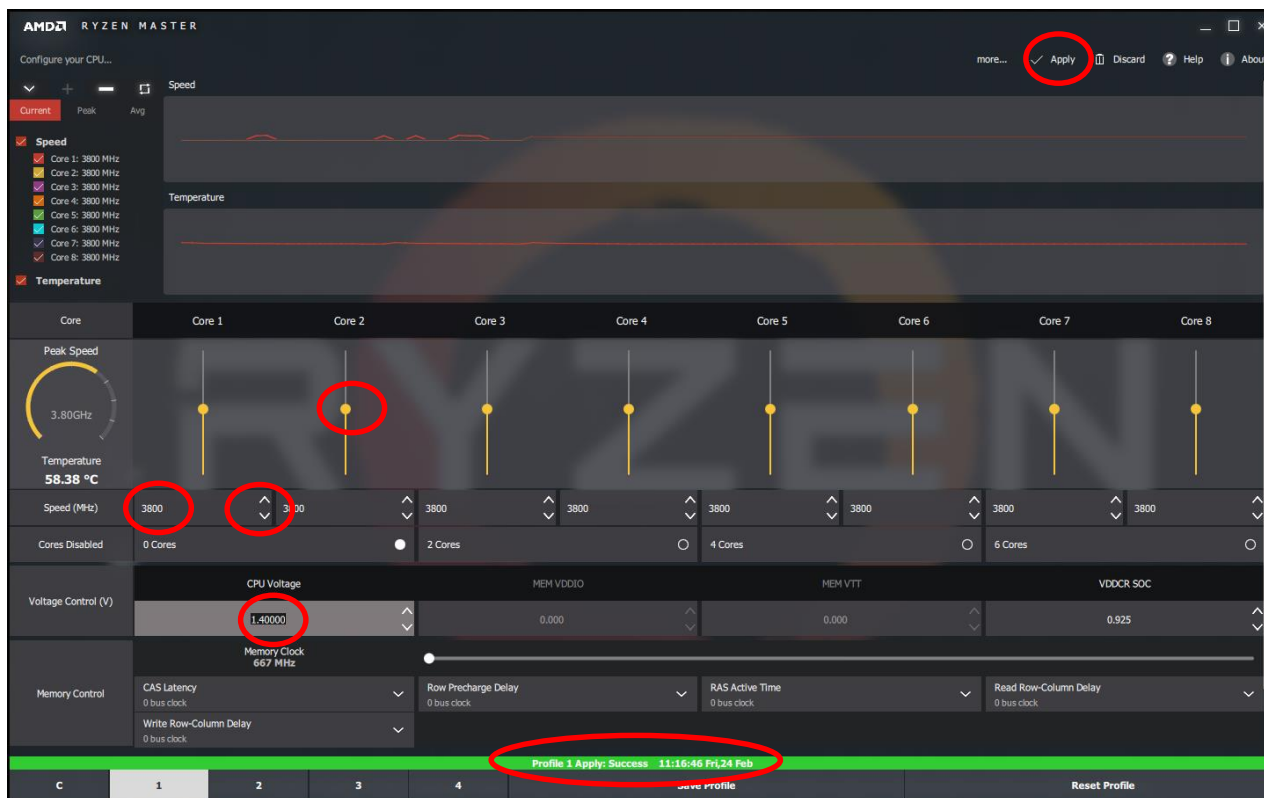 AMD RYZEN MASTER
Configure your CPU...
more... Apply Discard ? Help i Abou
Current Peak Avg
Speed
Speed
Core 1: 3800 MHz
Core 2: 3800 MHz
Core 3: 3800 MHz
Core 4: 3800 MHz
Core 5: 3800 MHz
Core 6: 3800 MHz
Core 7: 3800 MHz
Core 8: 3800 MHz
Temperature
Temperature
Core Core 1 Core 2 Core 3 Core 4 Core 5 Core 6 Core 7 Core 8
Peak Speed
3.80GHz
Temperature
58.38 °C
RYZEN
Speed (MHz) 3800 3800 3800 3800 3800 3800 3800 3800
Cores Disabled 0 Cores 2 Cores 4 Cores 6 Cores
Voltage Control (V) CPU Voltage MEM VDDIO MEM VTT VDDCR SOC
1.40000 0.000 0.000 0.925
Memory Clock
667 MHz
Memory Control
CAS Latency Row Precharge Delay RAS Active Time Read Row-Column Delay
0 bus clock 0 bus clock 0 bus clock 0 bus clock
Write Row-Column Delay
0 bus clock
Profile 1 Apply: Success 11:16:46 Fri,24 Feb
C 1 2 3 4 Save Profile Reset Profile